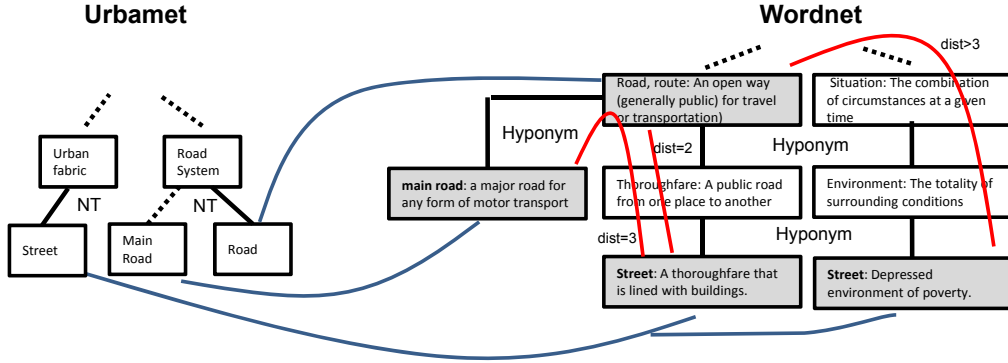 Urbamet
Wordnet
dist>3
Road, route: An open way
(generally public) for travel
or transportation)
Situation: The combination
of circumstances at a given
time
Hyponym
Hyponym
dist=2
Urban
fabric
Road
System
NT
NT
main road: a major road for
any form of motor transport
Thoroughfare: A public road
from one place to another
Environment: The totality of
surrounding conditions
Street
Main
Road
Road
dist=3
Hyponym
Street: A thoroughfare that
is lined with buildings.
Street: Depressed
environment of poverty.